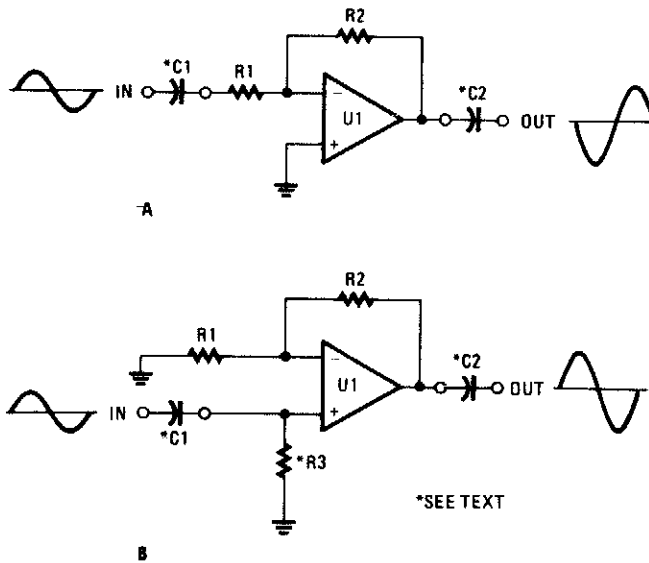 R2
*C1
R1
*C2
IN
−
U1
OUT
+
A
R2
R1
*C2
−
U1
OUT
IN
+
*C1
*R3
*SEE TEXT
B